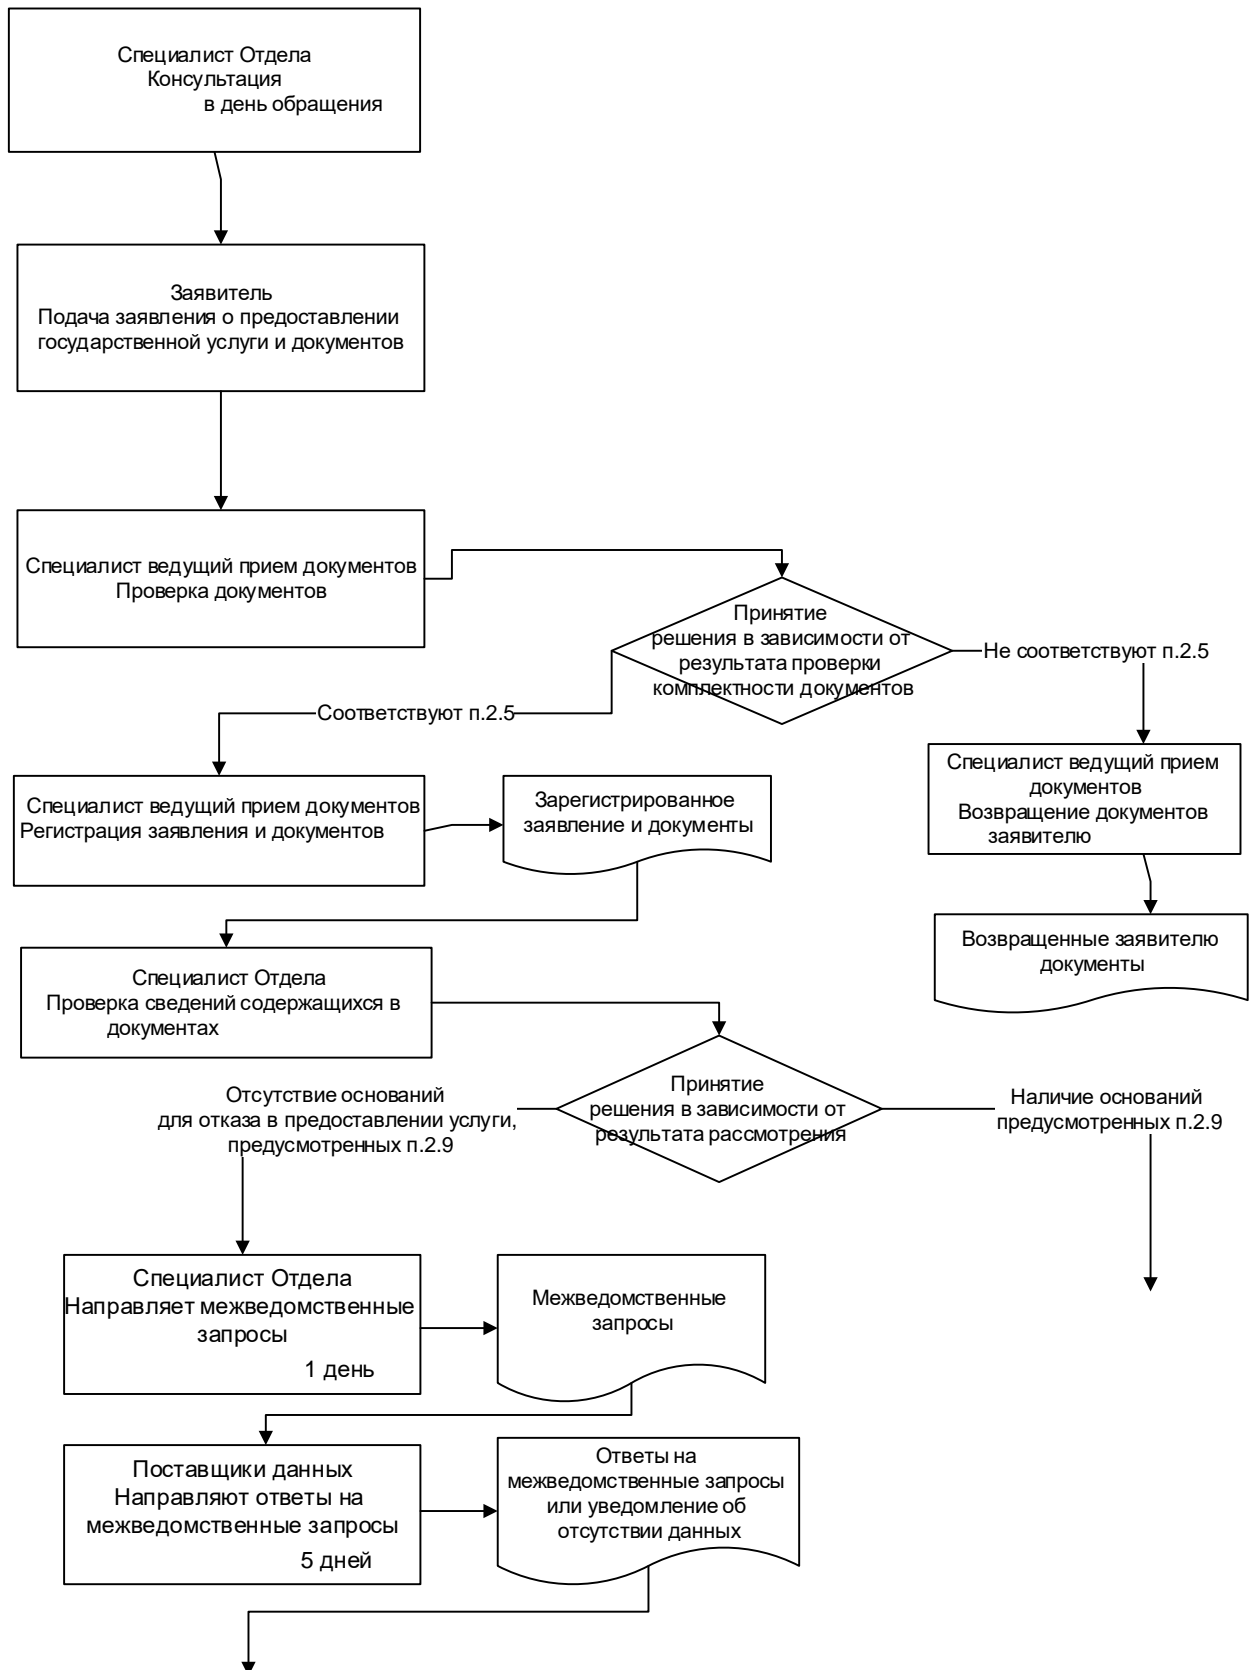 Специалист Отдела
Консультация
в день обращения
Заявитель
Подача заявления о предоставлении
государственной услуги и документов
Специалист ведущий прием документов
Проверка документов
Принятие
решения в зависимости от
результата проверки
комплектности документов
Не соответствуют п.2.5
Соответствуют п.2.5
Специалист ведущий прием
документов
Возвращение документов
заявителю
Специалист ведущий прием документов
Регистрация заявления и документов
Зарегистрированное
заявление и документы
Возвращенные заявителю
документы
Специалист Отдела
Проверка сведений содержащихся в
документах
Принятие
решения в зависимости от
результата рассмотрения
Отсутствие оснований
для отказа в предоставлении услуги,
предусмотренных п.2.9
Наличие оснований
предусмотренных п.2.9
Специалист Отдела
Направляет межведомственные
запросы
1 день
Межведомственные
запросы
Поставщики данных
Направляют ответы на
межведомственные запросы
5 дней
Ответы на
межведомственные запросы
или уведомление об
отсутствии данных